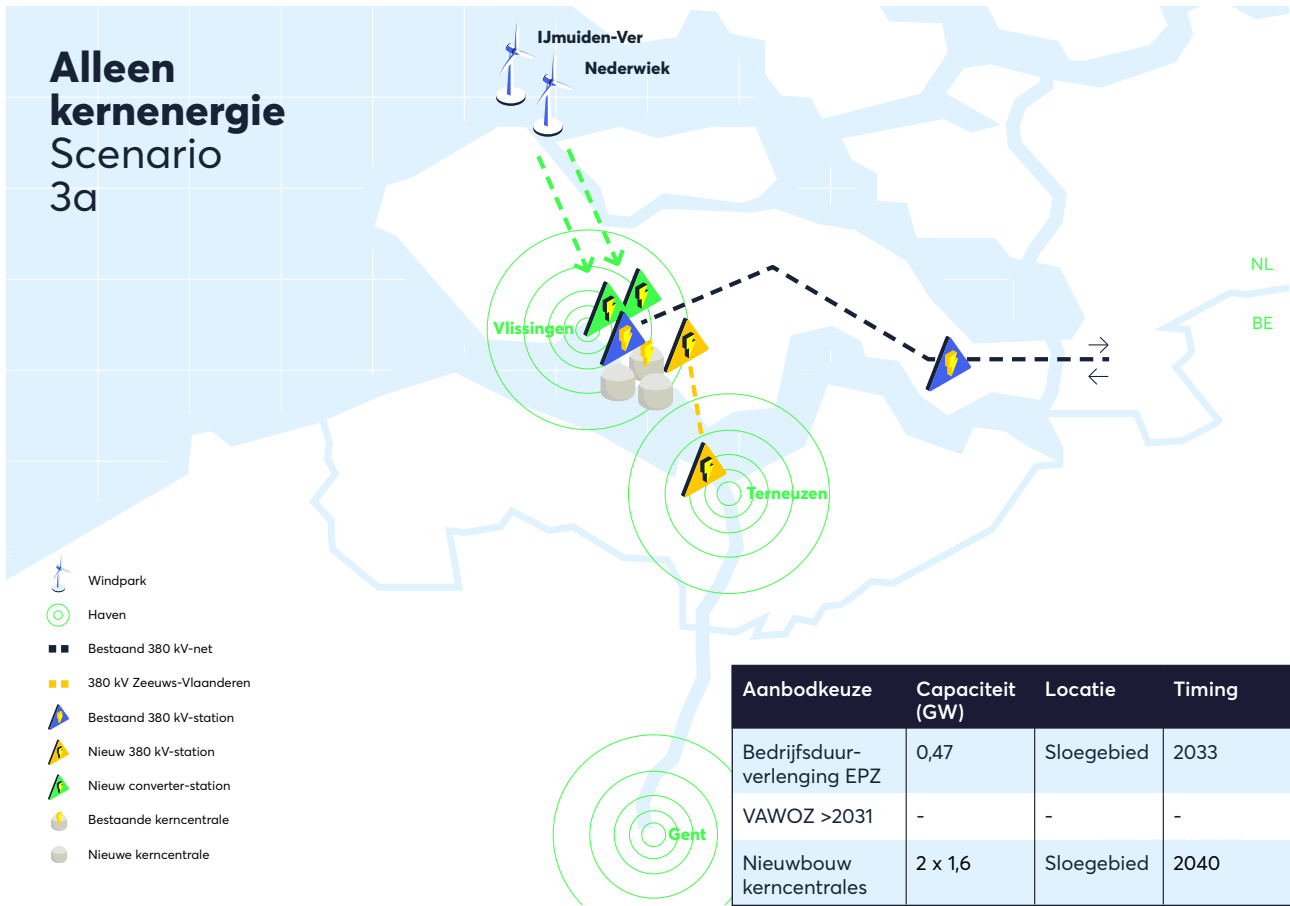 Alleen
kernenergie
Scenario
3a
IJmuiden-Ver
Nederwiek
NL
BE
Vlissingen
Terneuzen
Gent
Windpark
Haven
Bestaand 380 kV-net
380 kV Zeeuws-Vlaanderen
Bestaand 380 kV-station
Nieuw 380 kV-station
Nieuw converter-station
Bestaande kerncentrale
Nieuwe kerncentrale
Aanbodkeuze Capaciteit Locatie Timing
(GW)
Bedrijfsduur- 0,47 Sloegebied 2033
verlenging EPZ
VAWOZ >2031 - - -
Nieuwbouw 2 x 1,6 Sloegebied 2040
kerncentrales